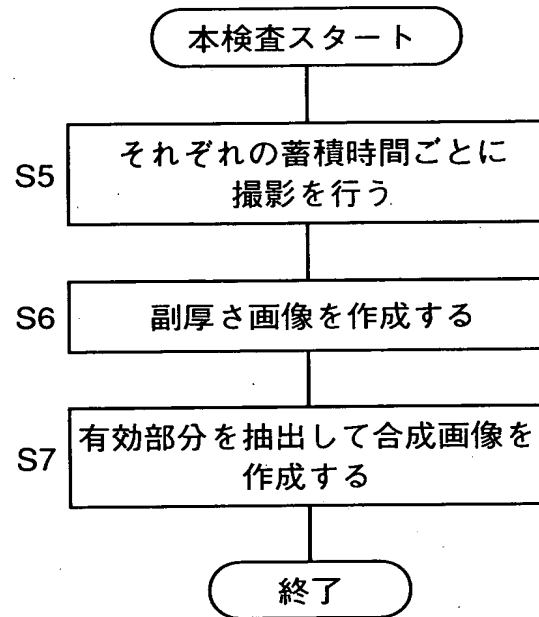 本検査スタート
S5
それぞれの蓄積時間ごとに
撮影を行う
S6
副厚さ画像を作成する
S7
有効部分を抽出して合成画像を
作成する
終了